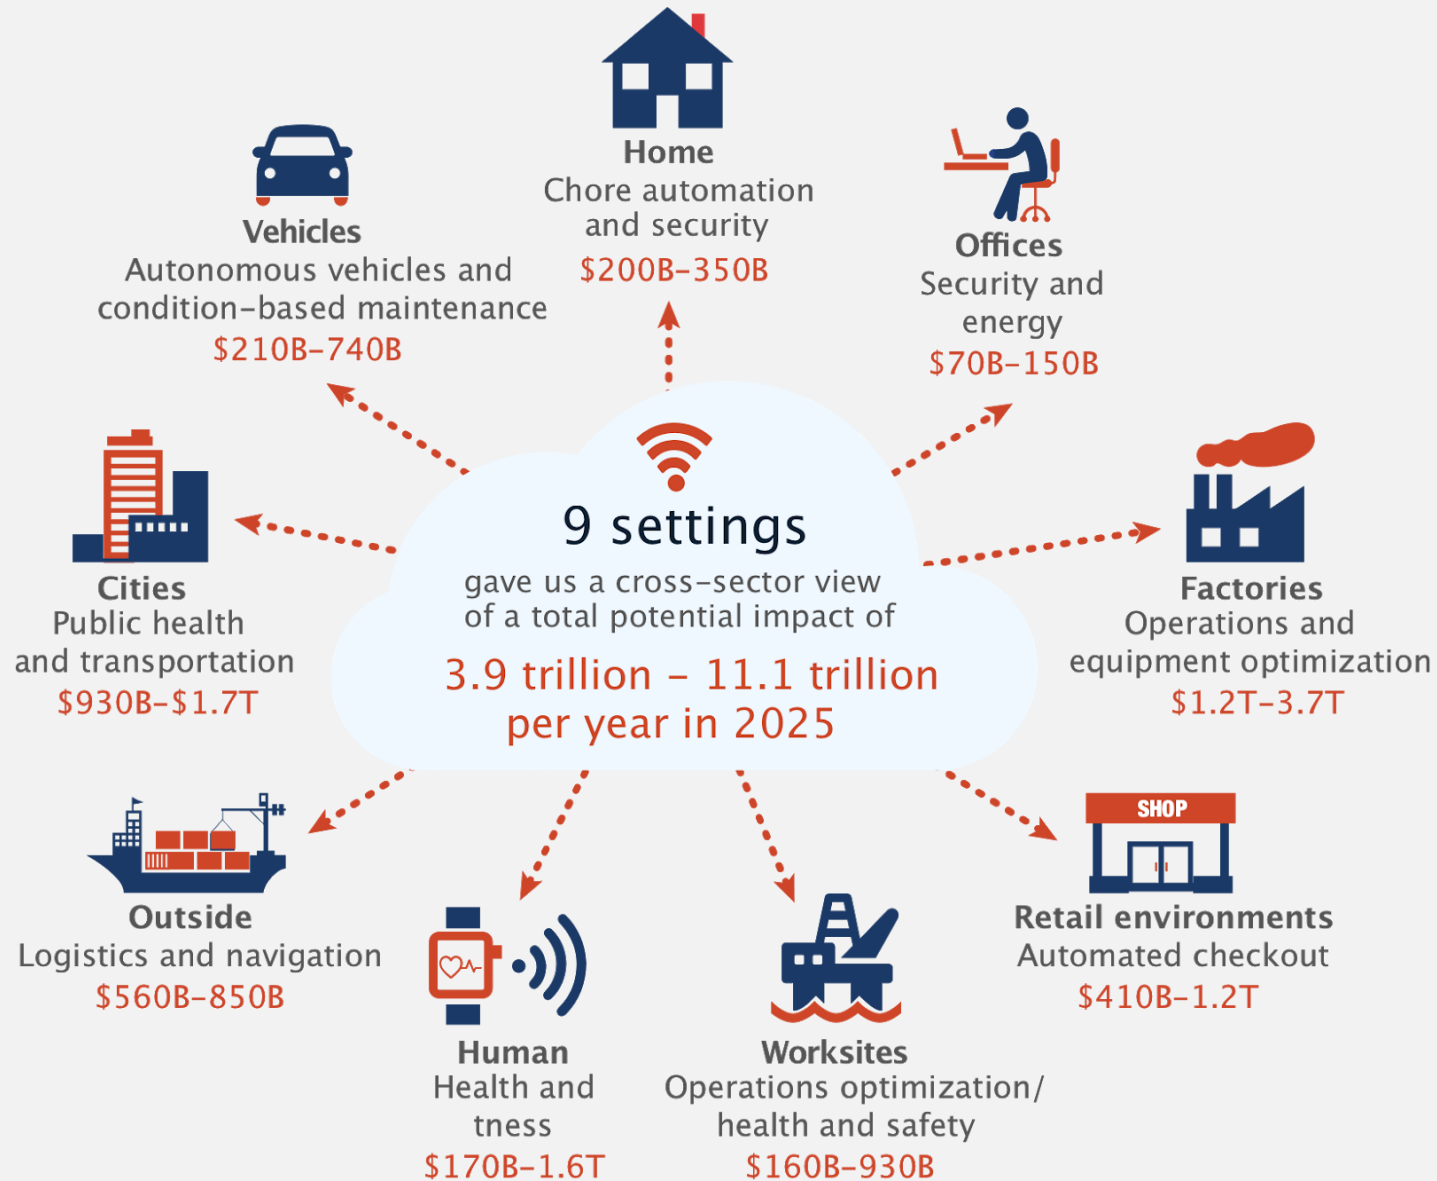 Home
Chore automation
and security
$200B–350B
Vehicles
Autonomous vehicles and
condition–based maintenance
$210B–740B
Offices
Security and
energy
$70B–150B
9 settings
gave us a cross–sector view
of a total potential impact of
3.9 trillion – 11.1 trillion
per year in 2025
Cities
Public health
and transportation
$930B–$1.7T
Factories
Operations and
equipment optimization
$1.2T–3.7T
Outside
Logistics and navigation
$560B–850B
SHOP
Retail environments
Automated checkout
$410B–1.2T
Human
Health and
tness
$170B–1.6T
Worksites
Operations optimization/
health and safety
$160B–930B